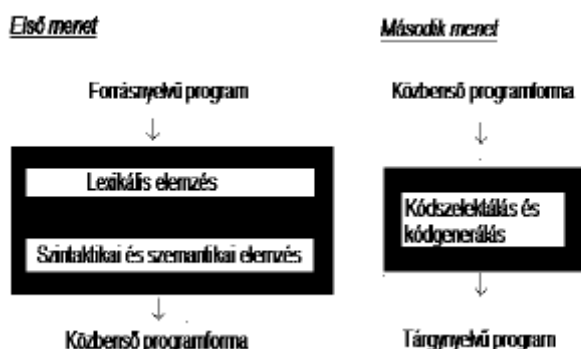 Első menet
Forrásnyelvű program
Lexikális elemzés
Szintaktikai és szemantikai elemzés
Közbenső programforma
Második menet
Közbenső programforma
Kódszelektálás és
kódgenerálás
Tárgynyelvű program